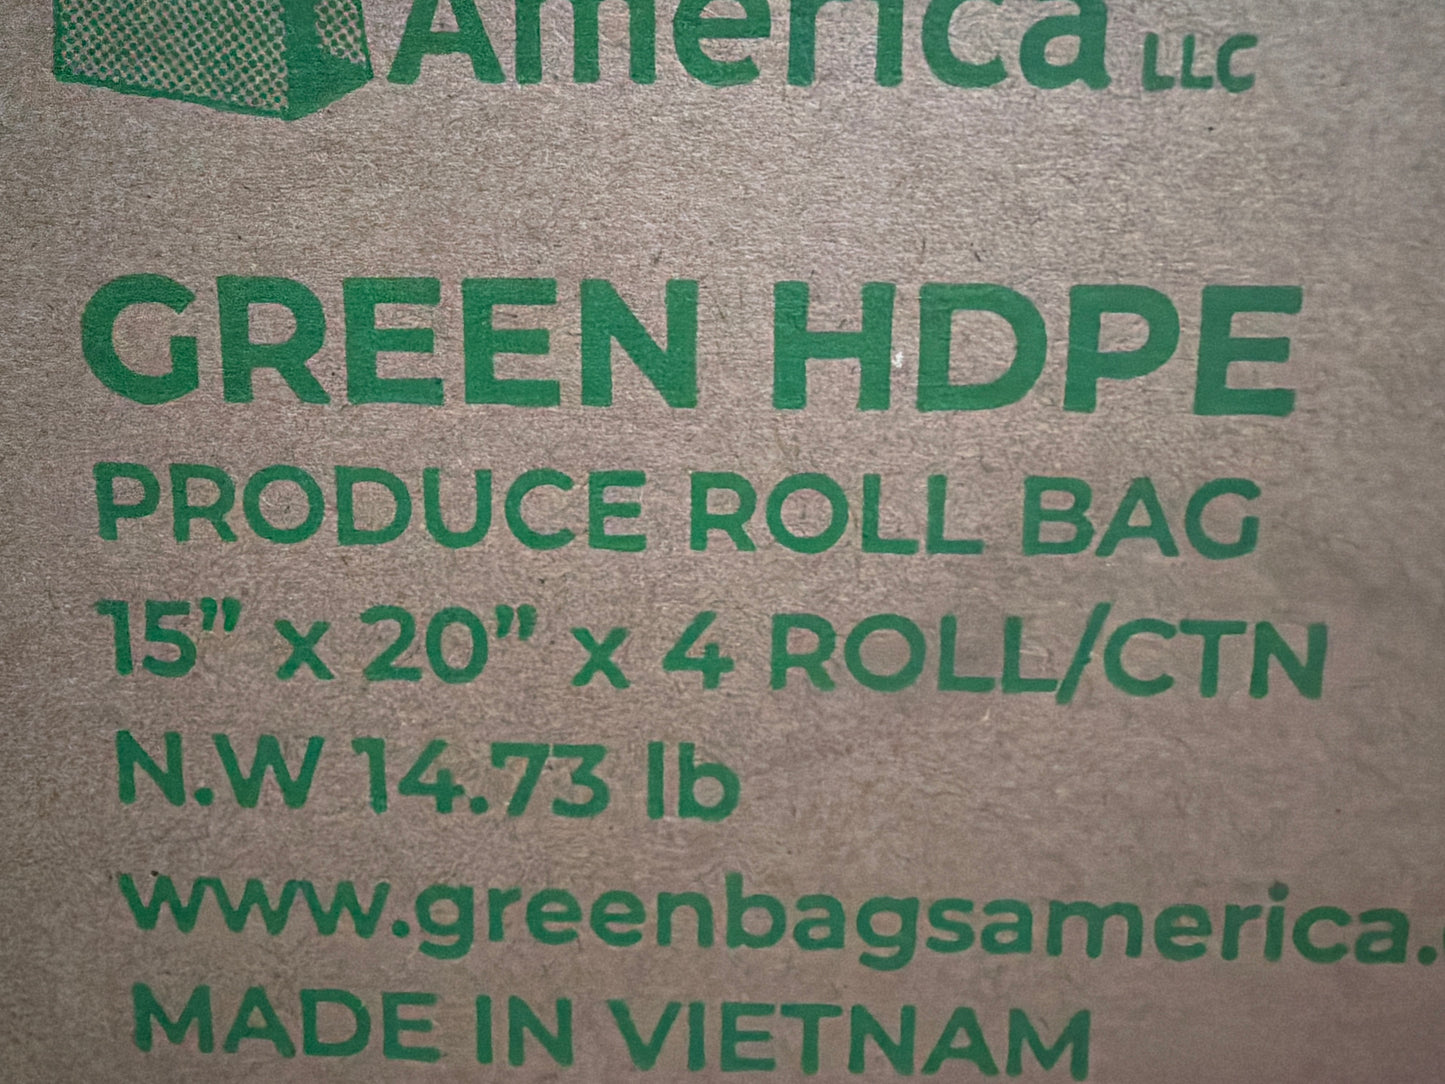 America LLC
GREEN HDPE
PRODUCE ROLL BAG
15” x 20” x 4 ROLL/CTN
N.W 14.73 lb
www.greenbagsamerica.
MADE IN VIETNAM